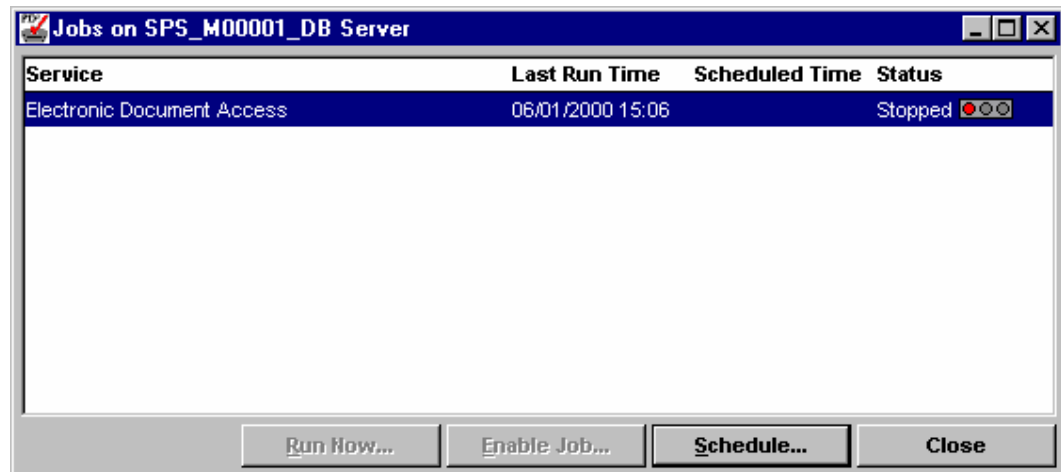 Jobs on SPS_M00001_DB Server
Service Last Run Time Scheduled Time Status
Electronic Document Access 06/01/2000 15:06 Stopped
Run Now... Enable Job... Schedule... Close